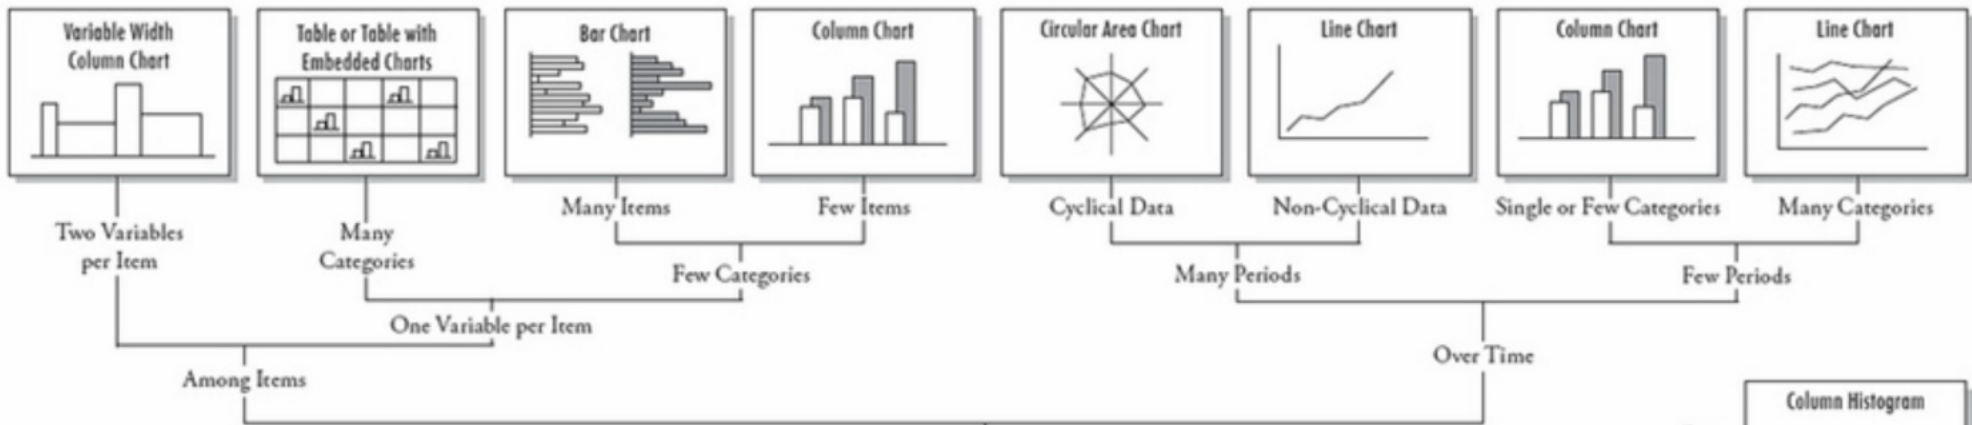 Variable Width
Column Chart
Table or Table with
Embedded Charts
Bar Chart
Column Chart
Circular Area Chart
Line Chart
Column Chart
Line Chart
Two Variables
per Item
Many
Categories
Many Items
Few Items
Cyclical Data
Non-Cyclical Data
Single or Few Categories
Many Categories
Few Categories
Many Periods
Few Periods
One Variable per Item
Over Time
Among Items
Column Histogram